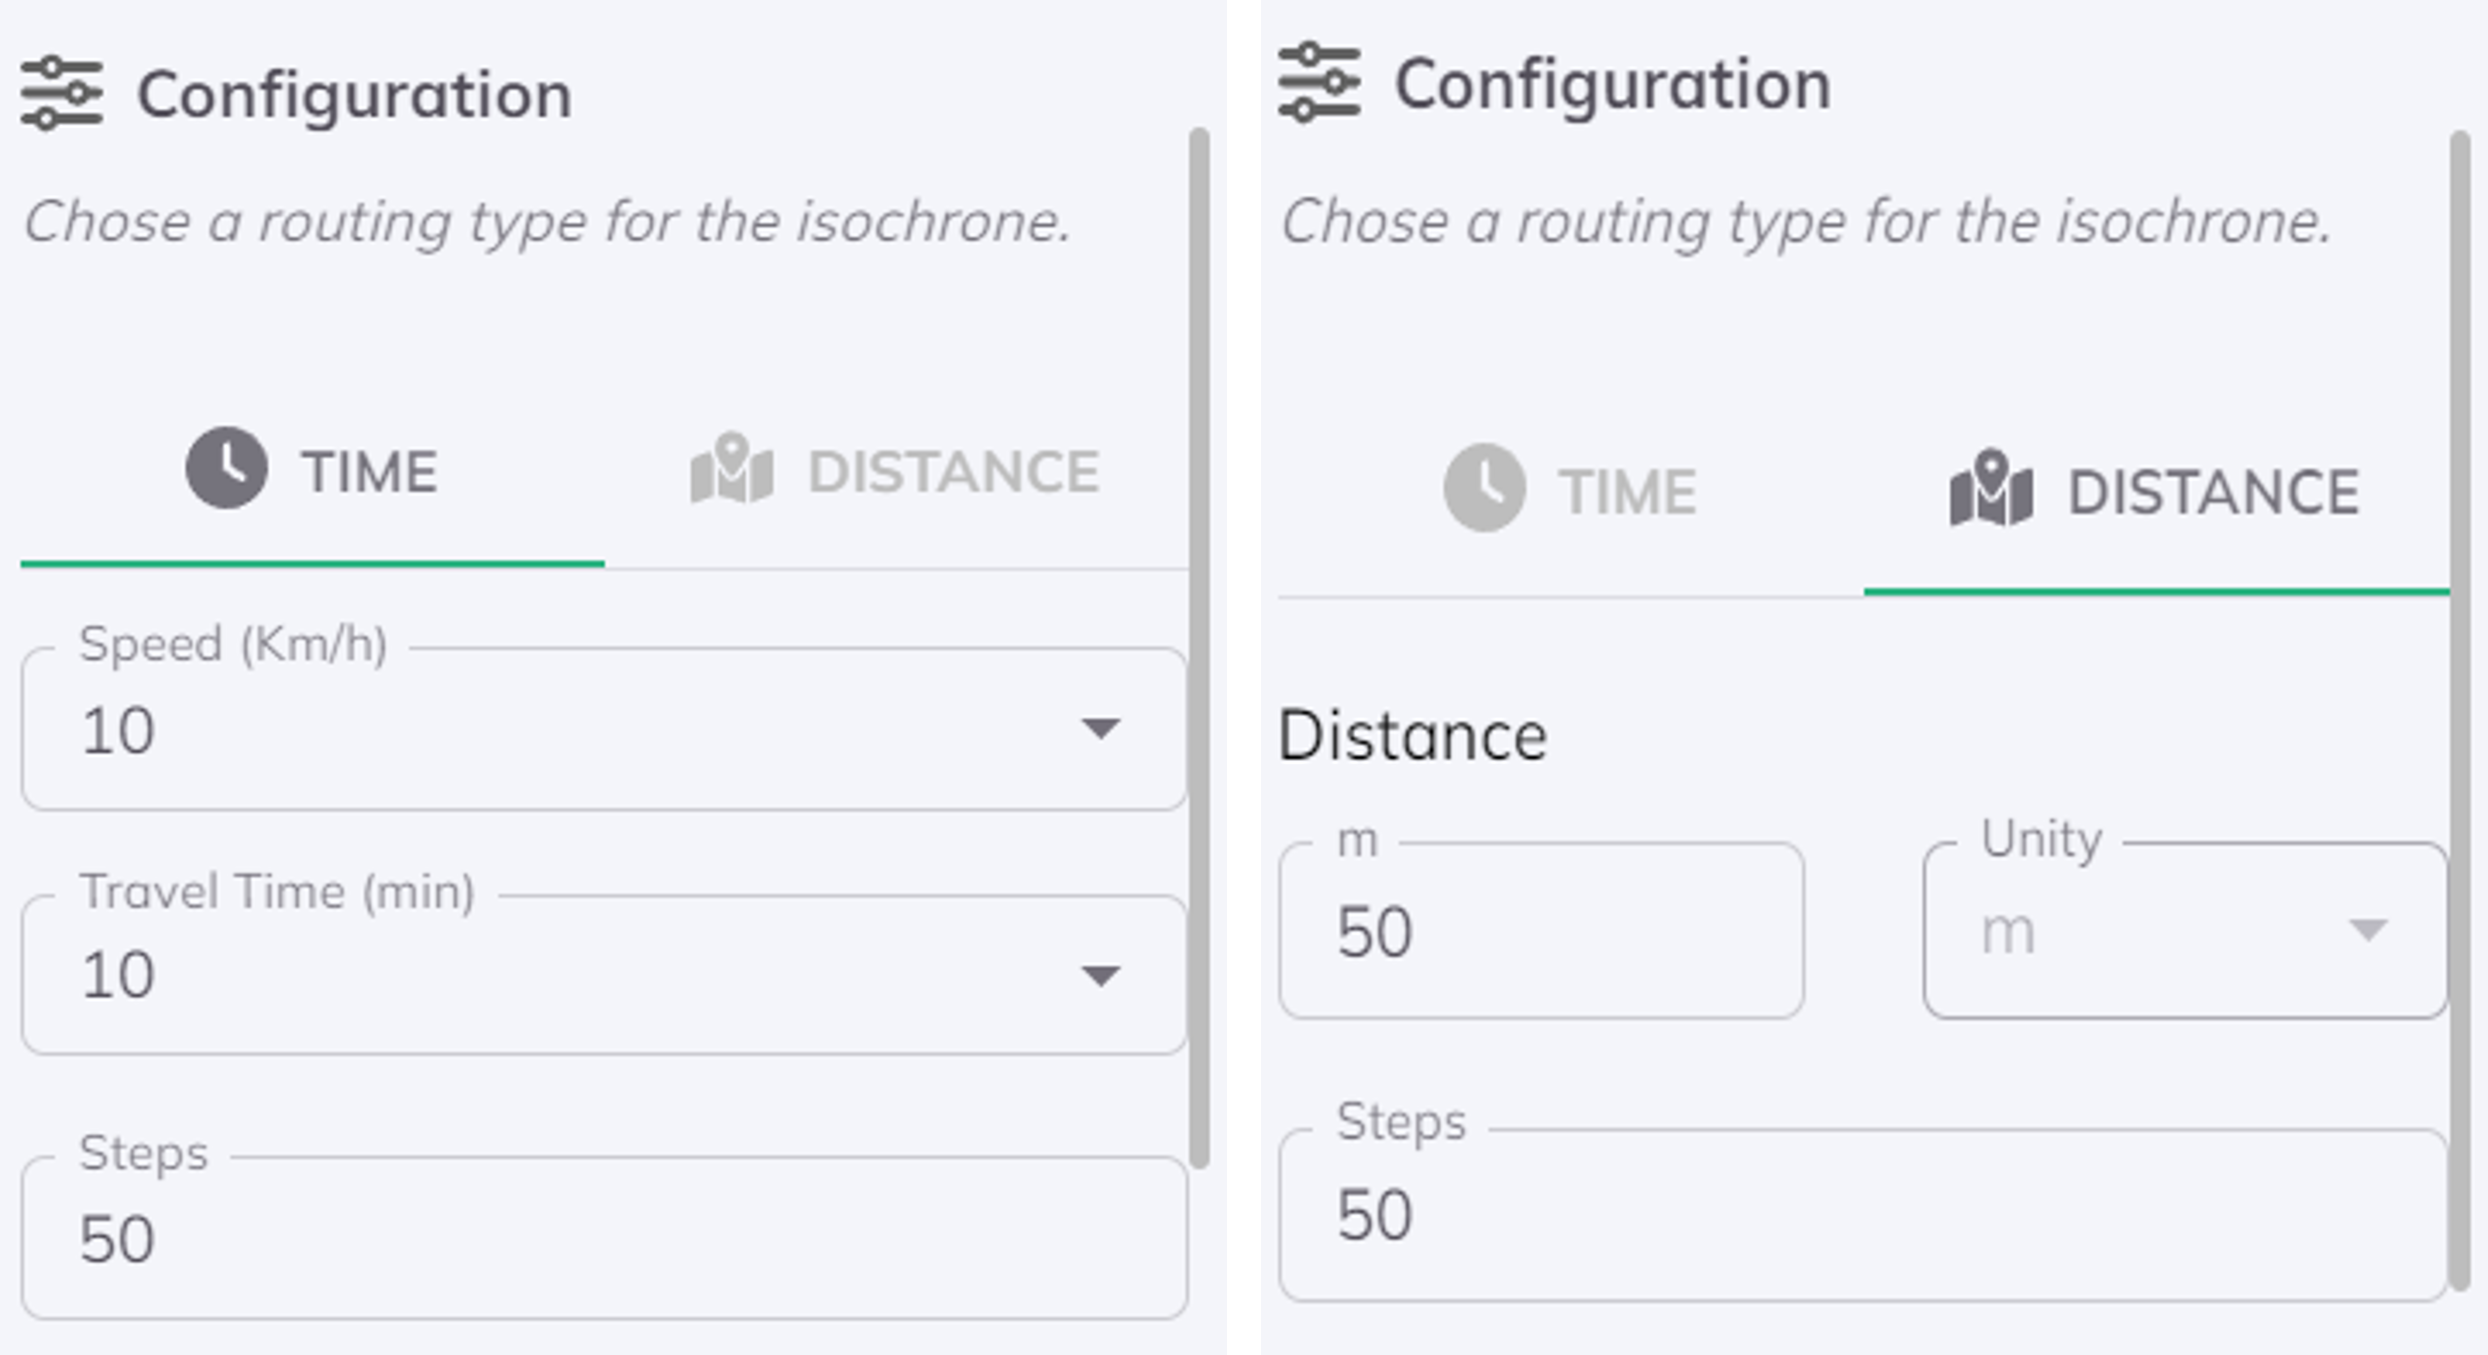 Configuration
Chose a routing type for the isochrone.
TIME
DISTANCE
Speed (Km/h)
10
Travel Time (min)
10
Steps
50
Configuration
Chose a routing type for the isochrone.
TIME
DISTANCE
Distance
m
50
Unity
m
Steps
50